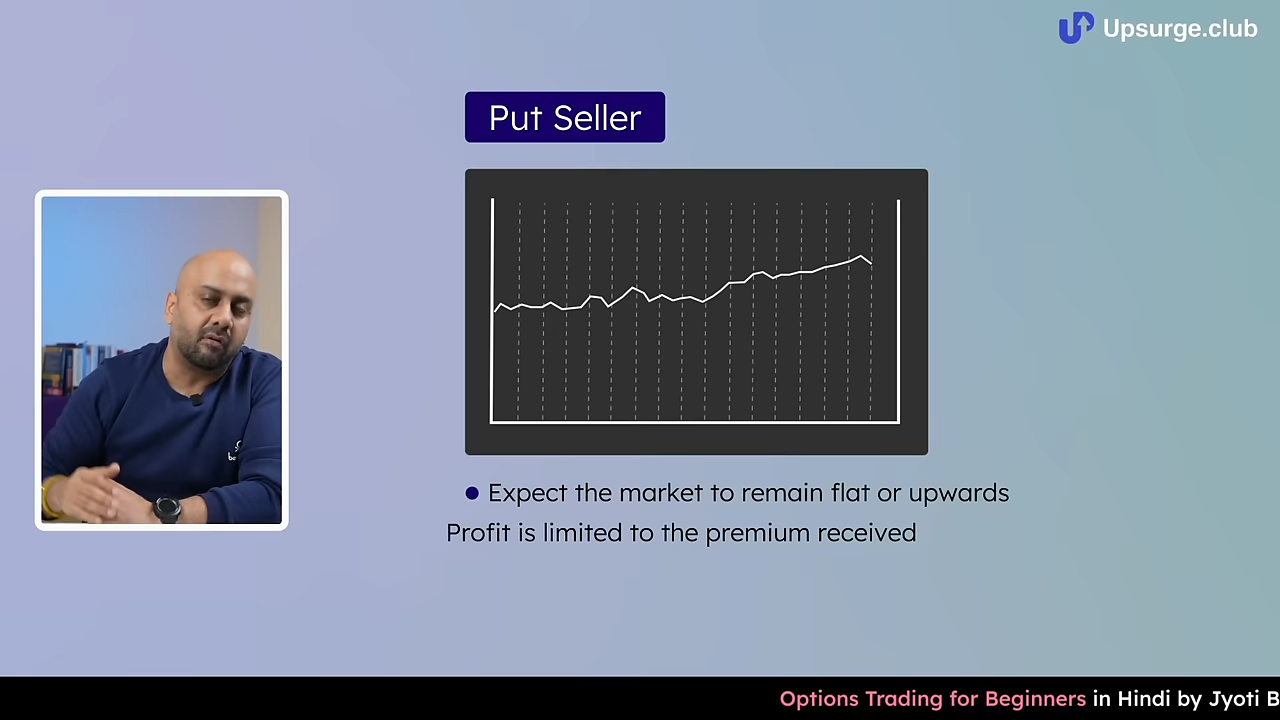 Upsurge.club
Put Seller
Expect the market to remain flat or upwards
Profit is limited to the premium received
Options Trading for Beginners in Hindi by Jyoti B